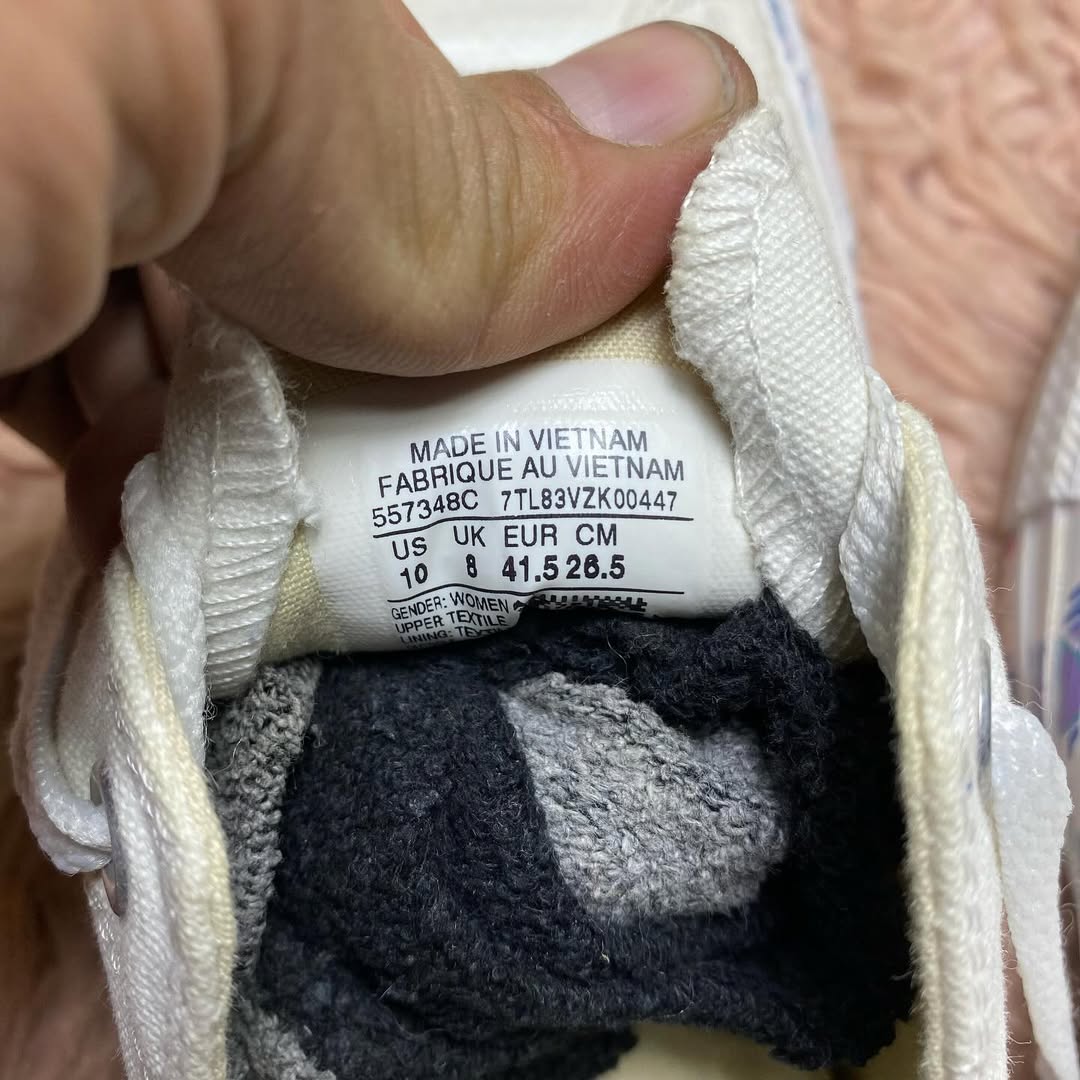 MADE IN VIETNAM
FABRIQUE AU VIETNAM
557348C 7TL83VZK00447
US UK EUR CM
10 8 41.5 26.5
GENDER: WOMEN
UPPER TEXTILE
LINING: